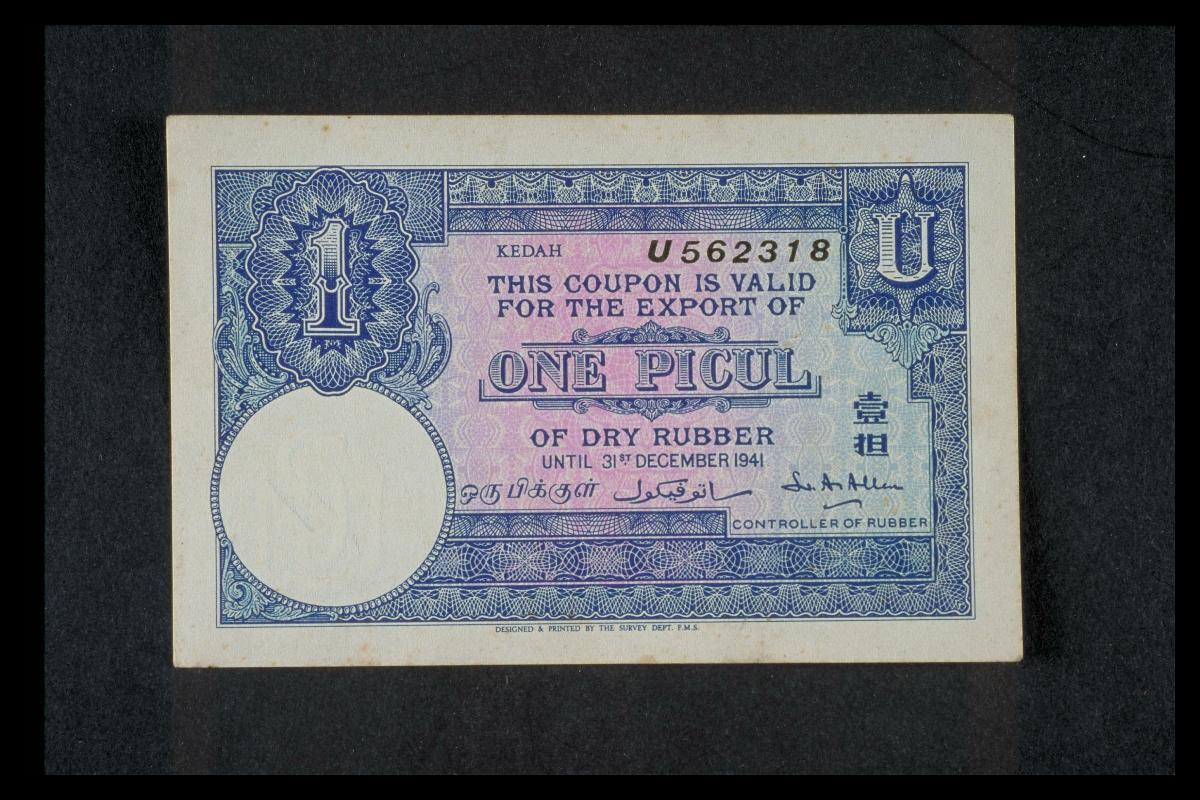 1
U
KEDAH
U 562318
THIS COUPON IS VALID
FOR THE EXPORT OF
ONE PICUL
OF DRY RUBBER
UNTIL 31ST DECEMBER 1941
壹
担
ஒரு பிக்குள்
ساتو فيكول
CONTROLLER OF RUBBER
DESIGNED & PRINTED BY THE SURVEY DEPT. F.M.S.